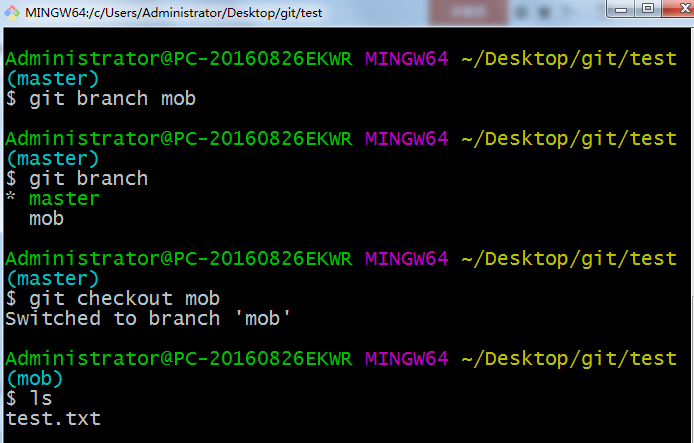 MINGW64:/c/Users/Administrator/Desktop/git/test
Administrator@PC-20160826EKWR MINGW64 ~/Desktop/git/test
(master)
$ git branch mob
Administrator@PC-20160826EKWR MINGW64 ~/Desktop/git/test
(master)
$ git branch
* master
  mob
Administrator@PC-20160826EKWR MINGW64 ~/Desktop/git/test
(master)
$ git checkout mob
Switched to branch 'mob'
Administrator@PC-20160826EKWR MINGW64 ~/Desktop/git/test
(mob)
$ ls
test.txt